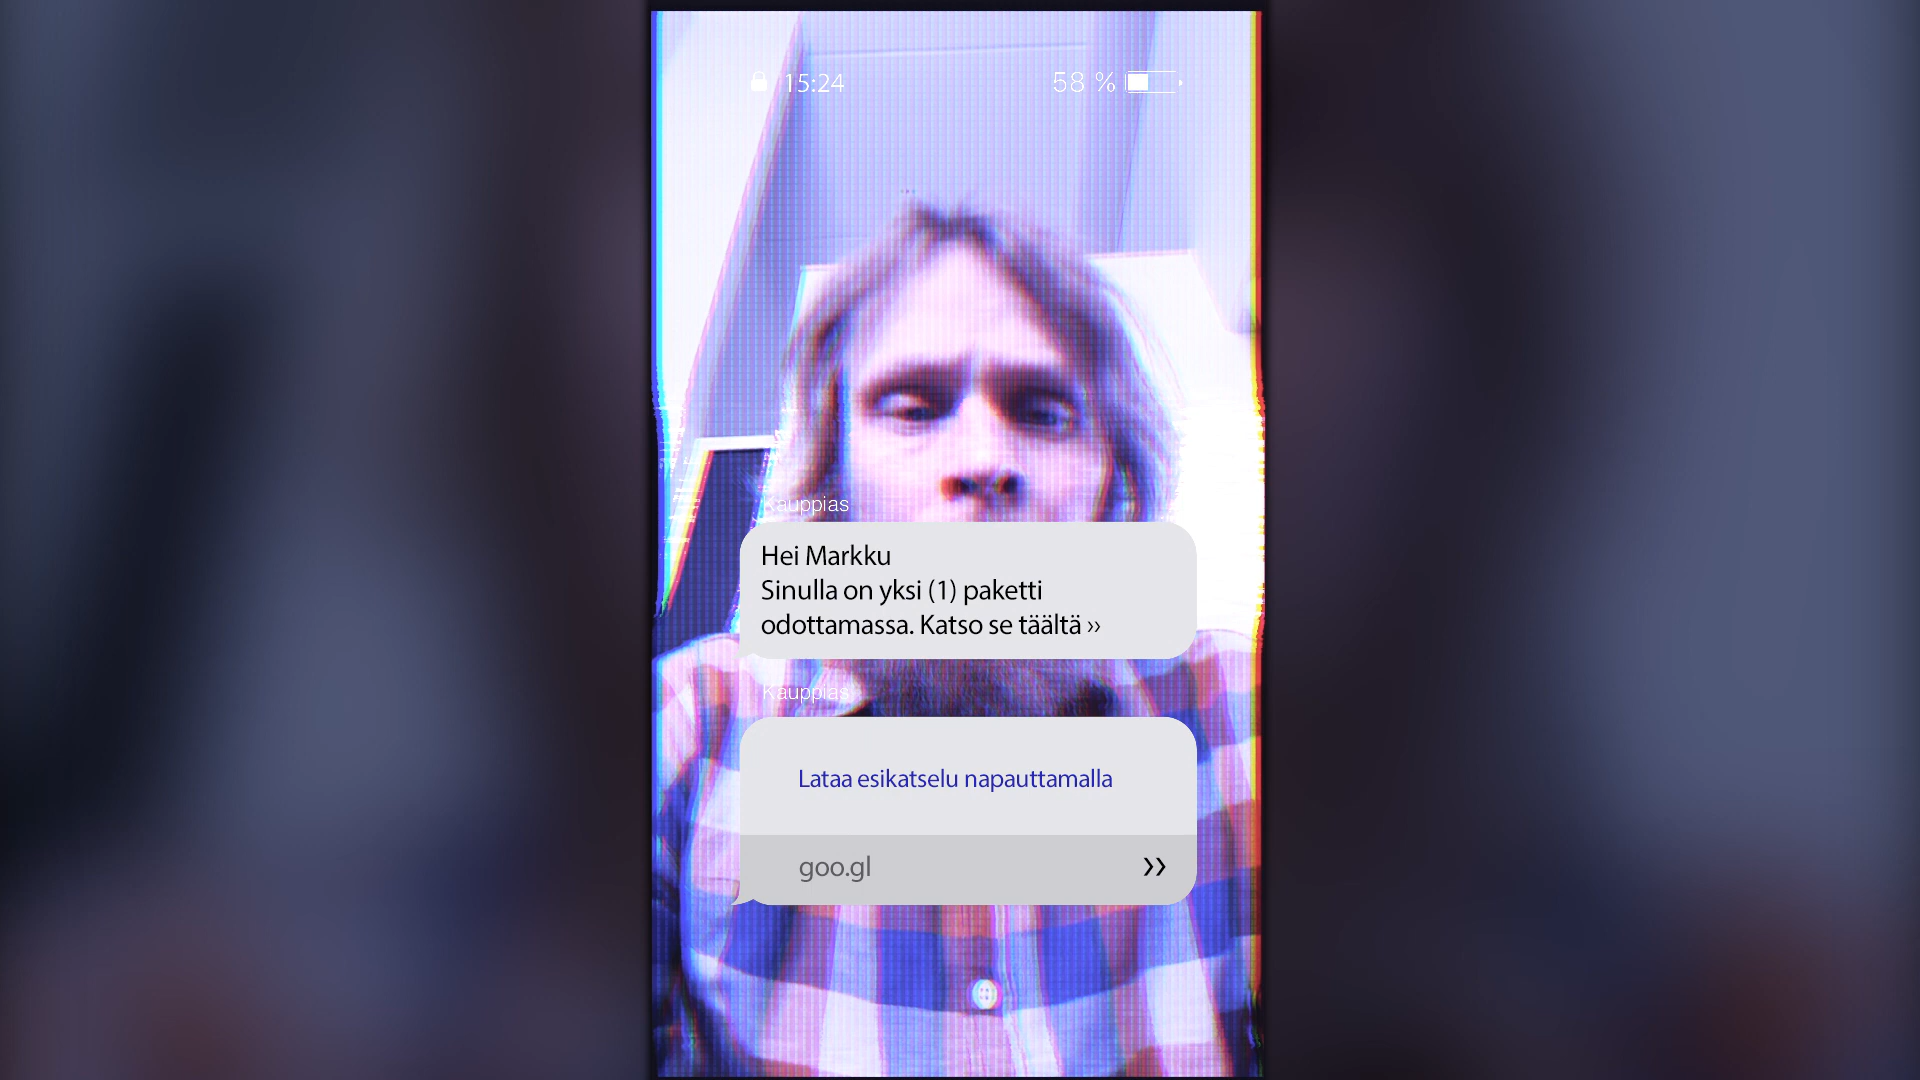 15:24
58 %
Kauppias
Hei Markku
Sinulla on yksi (1) paketti
odottamassa. Katso se täältä ››
Kauppias
Lataa esikatselu napauttamalla
goo.gl ››